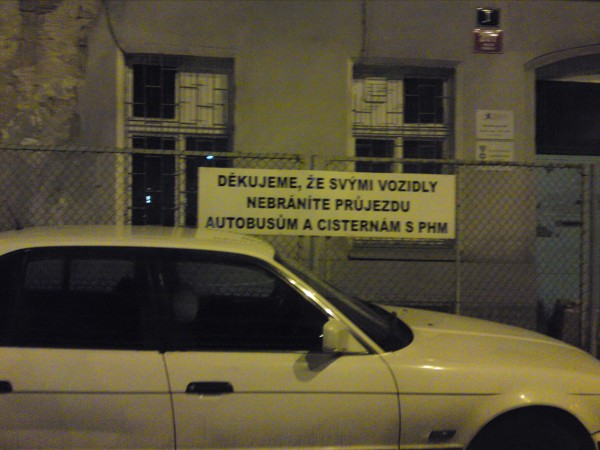 DĚKUJEME, ŽE SVÝMI VOZIDLY
NEBRÁNÍTE PRŮJEZDU
AUTOBUSŮM A CISTERNÁM S PHM